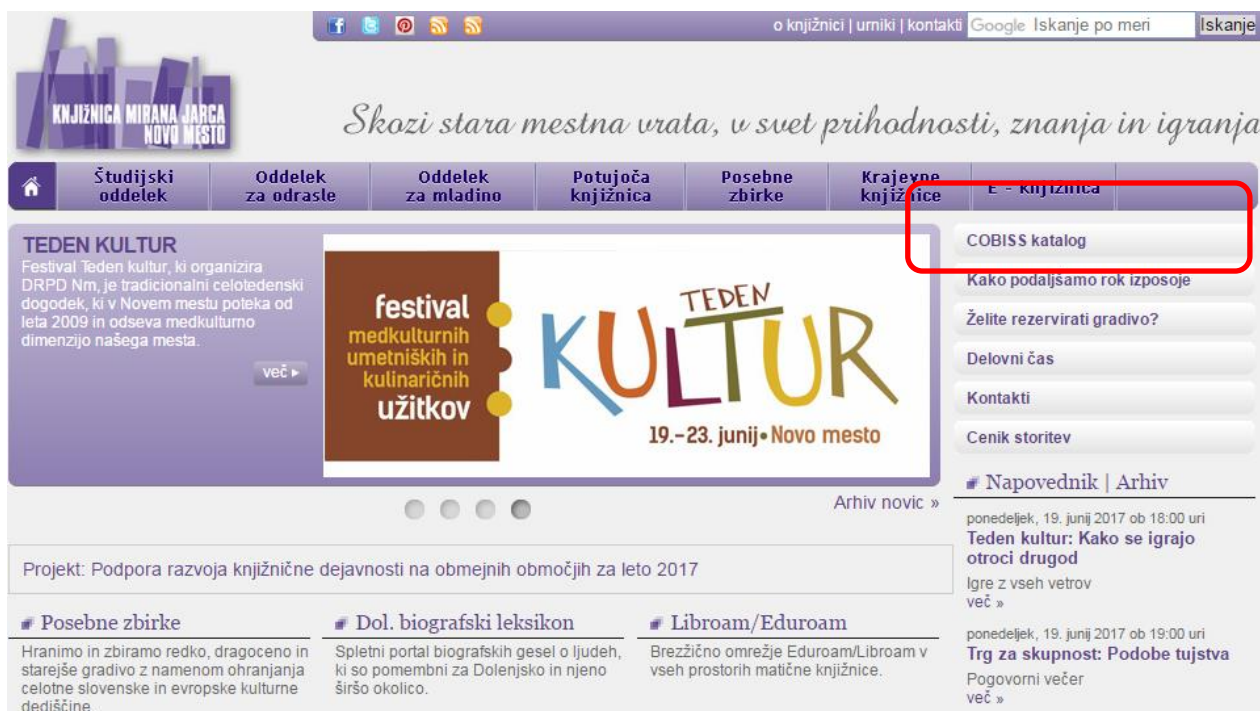 o knjižnici | urniki | kontakti Google Iskanje po meri Iskanje
KNJIŽNICA MIRANA JARCA
NOVO MESTO
Skozi stara mestna vrata, v svet prihodnosti, znanja in igranja
Študijski oddelek
Oddelek za odrasle
Oddelek za mladino
Potujoča knjižnica
Posebne zbirke
Krajevne knjižnice
E - knjižnica
TEDEN KULTUR
Festival Teden kultur, ki organizira
DRPD Nm, je tradicionalni celotedenski
dogodek, ki v Novem mestu poteka od
leta 2009 in odseva medkulturno
dimenzijo našega mesta.
več
festival
medkulturnih
umetniških in
kulinaričnih
užitkov
TEDEN
KULTUR
19.–23. junij • Novo mesto
COBISS katalog
Kako podaljšamo rok izposoje
Želite rezervirati gradivo?
Delovni čas
Kontakti
Cenik storitev
Arhiv novic »
Napovednik | Arhiv
ponedeljek, 19. junij 2017 ob 18:00 uri
Teden kultur: Kako se igrajo
otroci drugod
Igre z vseh vetrov
več »
ponedeljek, 19. junij 2017 ob 19:00 uri
Trg za skupnost: Podobe tujstva
Pogovorni večer
več »
Projekt: Podpora razvoja knjižnične dejavnosti na obmejnih območjih za leto 2017
Posebne zbirke
Hranimo in zbiramo redko, dragoceno in
starejše gradivo z namenom ohranjanja
celotne slovenske in evropske kulturne
dediščine
Dol. biografski leksikon
Spletni portal biografskih gesel o ljudeh,
ki so pomembni za Dolenjsko in njeno
širšo okolico.
Libroam/Eduroam
Brezžično omrežje Eduroam/Libroam v
vseh prostorih matične knjižnice.